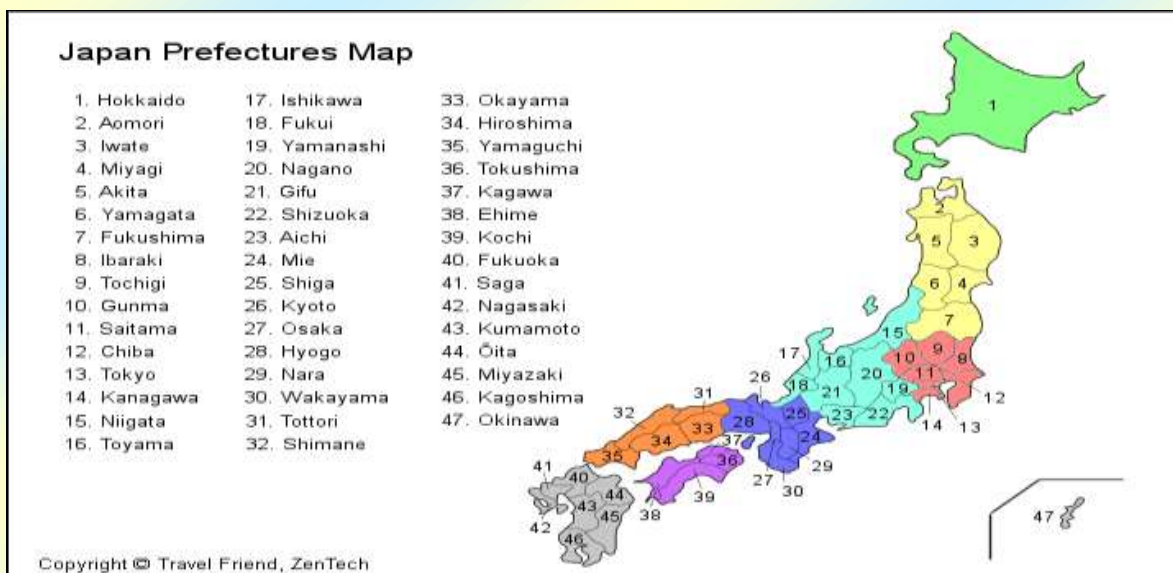 Japan Prefectures Map
1. Hokkaido
2. Aomori
3. Iwate
4. Miyagi
5. Akita
6. Yamagata
7. Fukushima
8. Ibaraki
9. Tochigi
10. Gunma
11. Saitama
12. Chiba
13. Tokyo
14. Kanagawa
15. Niigata
16. Toyama
17. Ishikawa
18. Fukui
19. Yamanashi
20. Nagano
21. Gifu
22. Shizuoka
23. Aichi
24. Mie
25. Shiga
26. Kyoto
27. Osaka
28. Hyogo
29. Nara
30. Wakayama
31. Tottori
32. Shimane
33. Okayama
34. Hiroshima
35. Yamaguchi
36. Tokushima
37. Kagawa
38. Ehime
39. Kochi
40. Fukuoka
41. Saga
42. Nagasaki
43. Kumamoto
44. Ōita
45. Miyazaki
46. Kagoshima
47. Okinawa
1
2
5
3
6
4
7
15
17
16
10
9
8
20
11
18
21
19
12
26
31
32
28
25
23
22
14
13
33
34
24
37
35
36
29
41
40
27
30
44
39
42
43
45
38
46
47
Copyright © Travel Friend, ZenTech